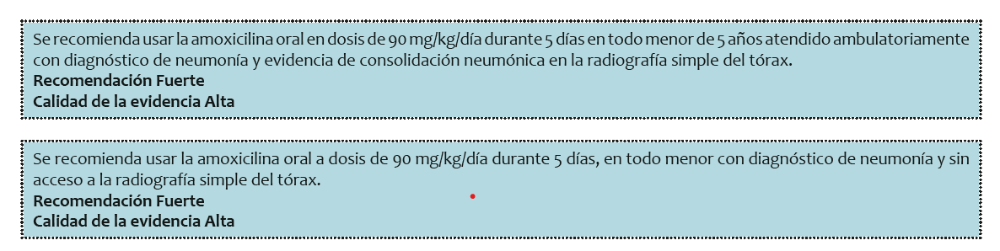 Se recomienda usar la amoxicilina oral en dosis de 90 mg/kg/día durante 5 días en todo menor de 5 años atendido ambulatoriamente
con diagnóstico de neumonía y evidencia de consolidación neumónica en la radiografía simple del tórax.
Recomendación Fuerte
Calidad de la evidencia Alta
Se recomienda usar la amoxicilina oral a dosis de 90 mg/kg/día durante 5 días, en todo menor con diagnóstico de neumonía y sin
acceso a la radiografía simple del tórax.
Recomendación Fuerte
Calidad de la evidencia Alta